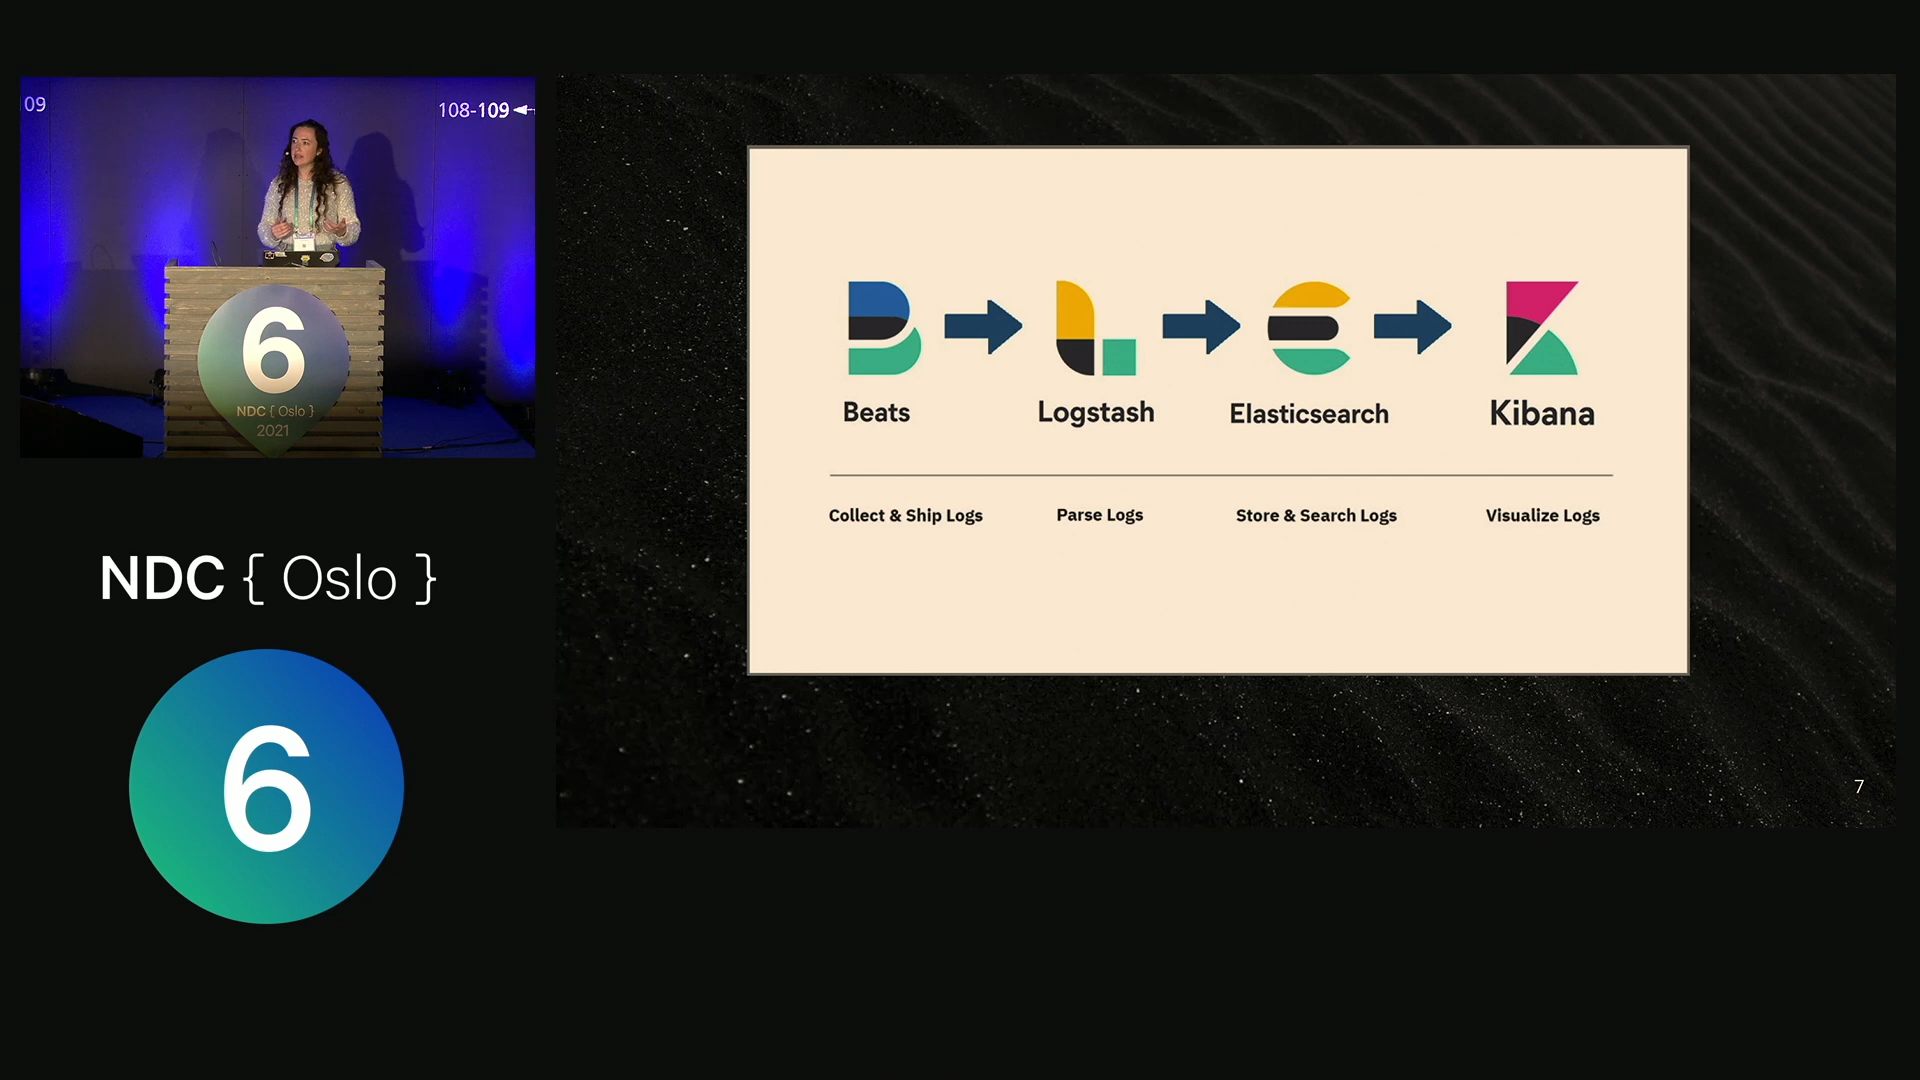 09
108-109
6
NDC { Oslo }
2021
NDC { Oslo }
6
Beats
Logstash
Elasticsearch
Kibana
Collect & Ship Logs
Parse Logs
Store & Search Logs
Visualize Logs
7